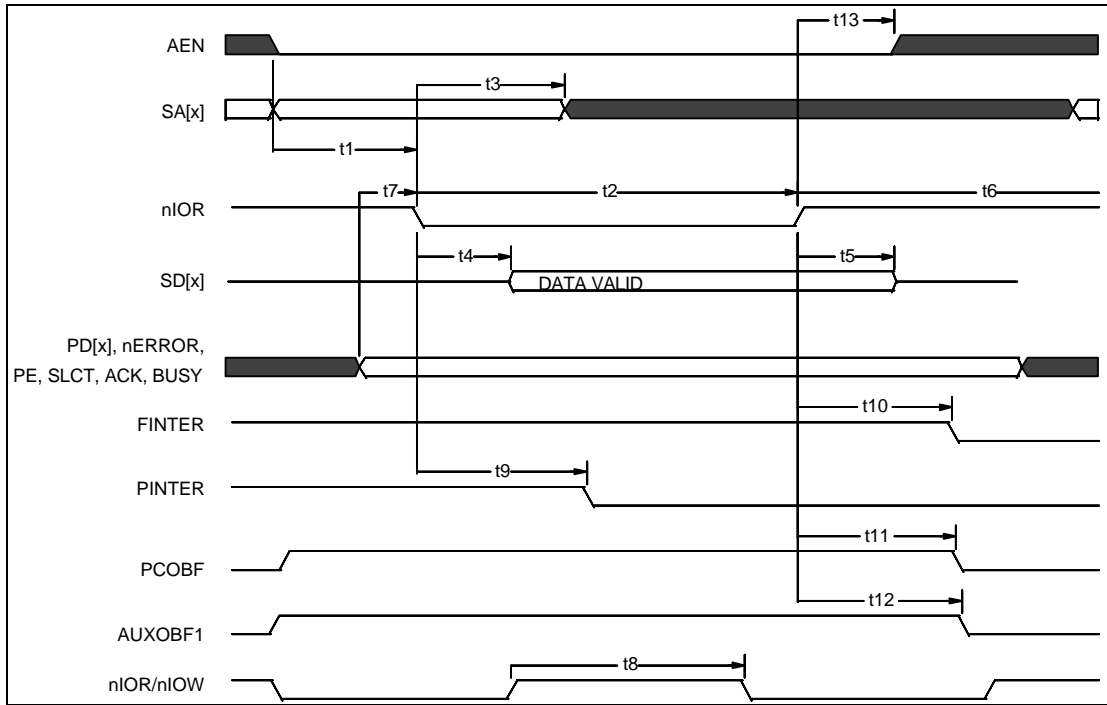 t13
AEN
t3
SA[x]
t1
t7 t2 t6
nIOR
t4 t5
SD[x] DATA VALID
PD[x], nERROR,
PE, SLCT, ACK, BUSY
t10
FINTER
t9
PINTER
t11
PCOBF
t12
AUXOBF1
t8
nIOR/nIOW